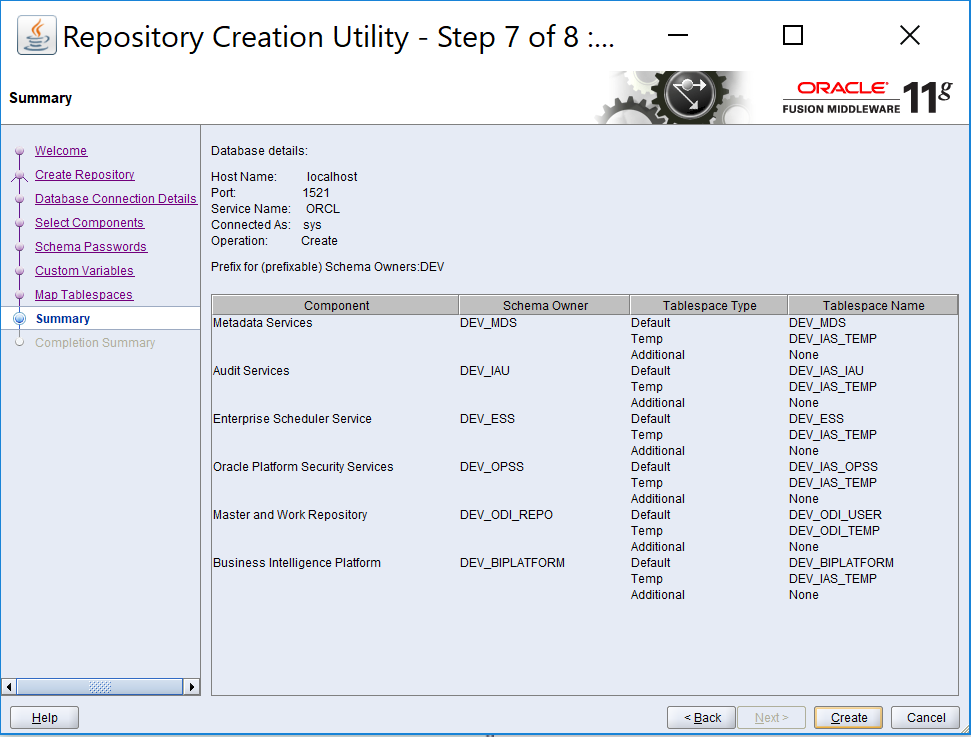 Repository Creation Utility - Step 7 of 8 :...
Summary
ORACLE
FUSION MIDDLEWARE 11g
Welcome
Create Repository
Database Connection Details
Select Components
Schema Passwords
Custom Variables
Map Tablespaces
Summary
Completion Summary
Database details:
Host Name: localhost
Port: 1521
Service Name: ORCL
Connected As: sys
Operation: Create
Prefix for (prefixable) Schema Owners:DEV
Component Schema Owner Tablespace Type Tablespace Name
Metadata Services DEV_MDS Default DEV_MDS
Temp DEV_IAS_TEMP
Additional None
Audit Services DEV_IAU Default DEV_IAS_IAU
Temp DEV_IAS_TEMP
Additional None
Enterprise Scheduler Service DEV_ESS Default DEV_ESS
Temp DEV_IAS_TEMP
Additional None
Oracle Platform Security Services DEV_OPSS Default DEV_IAS_OPSS
Temp DEV_IAS_TEMP
Additional None
Master and Work Repository DEV_ODI_REPO Default DEV_ODI_USER
Temp DEV_ODI_TEMP
Additional None
Business Intelligence Platform DEV_BIPLATFORM Default DEV_BIPLATFORM
Temp DEV_IAS_TEMP
Additional None
Help < Back Next > Create Cancel